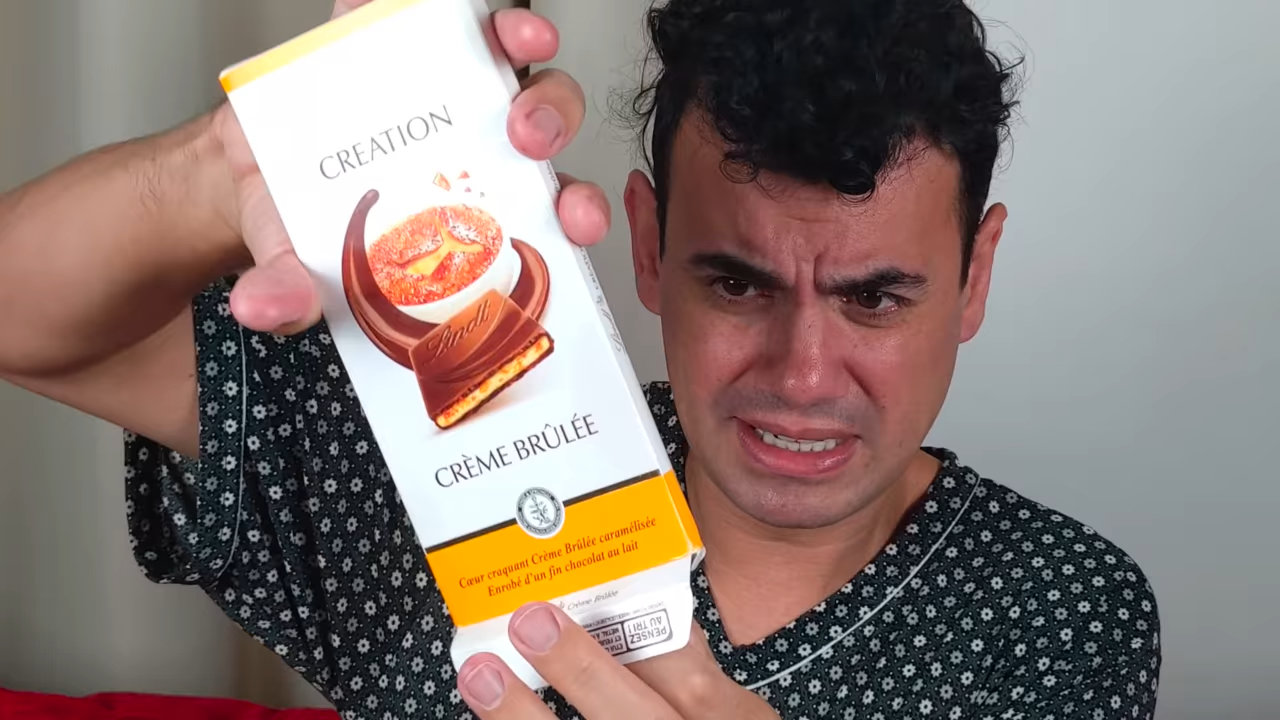 CREATION
Lindt
CRÈME BRÛLÉE
Cœur craquant Crème Brûlée caramélisée
Enrobé d'un fin chocolat au lait
Crème Brûlée
PENSEZ
AU TRI !